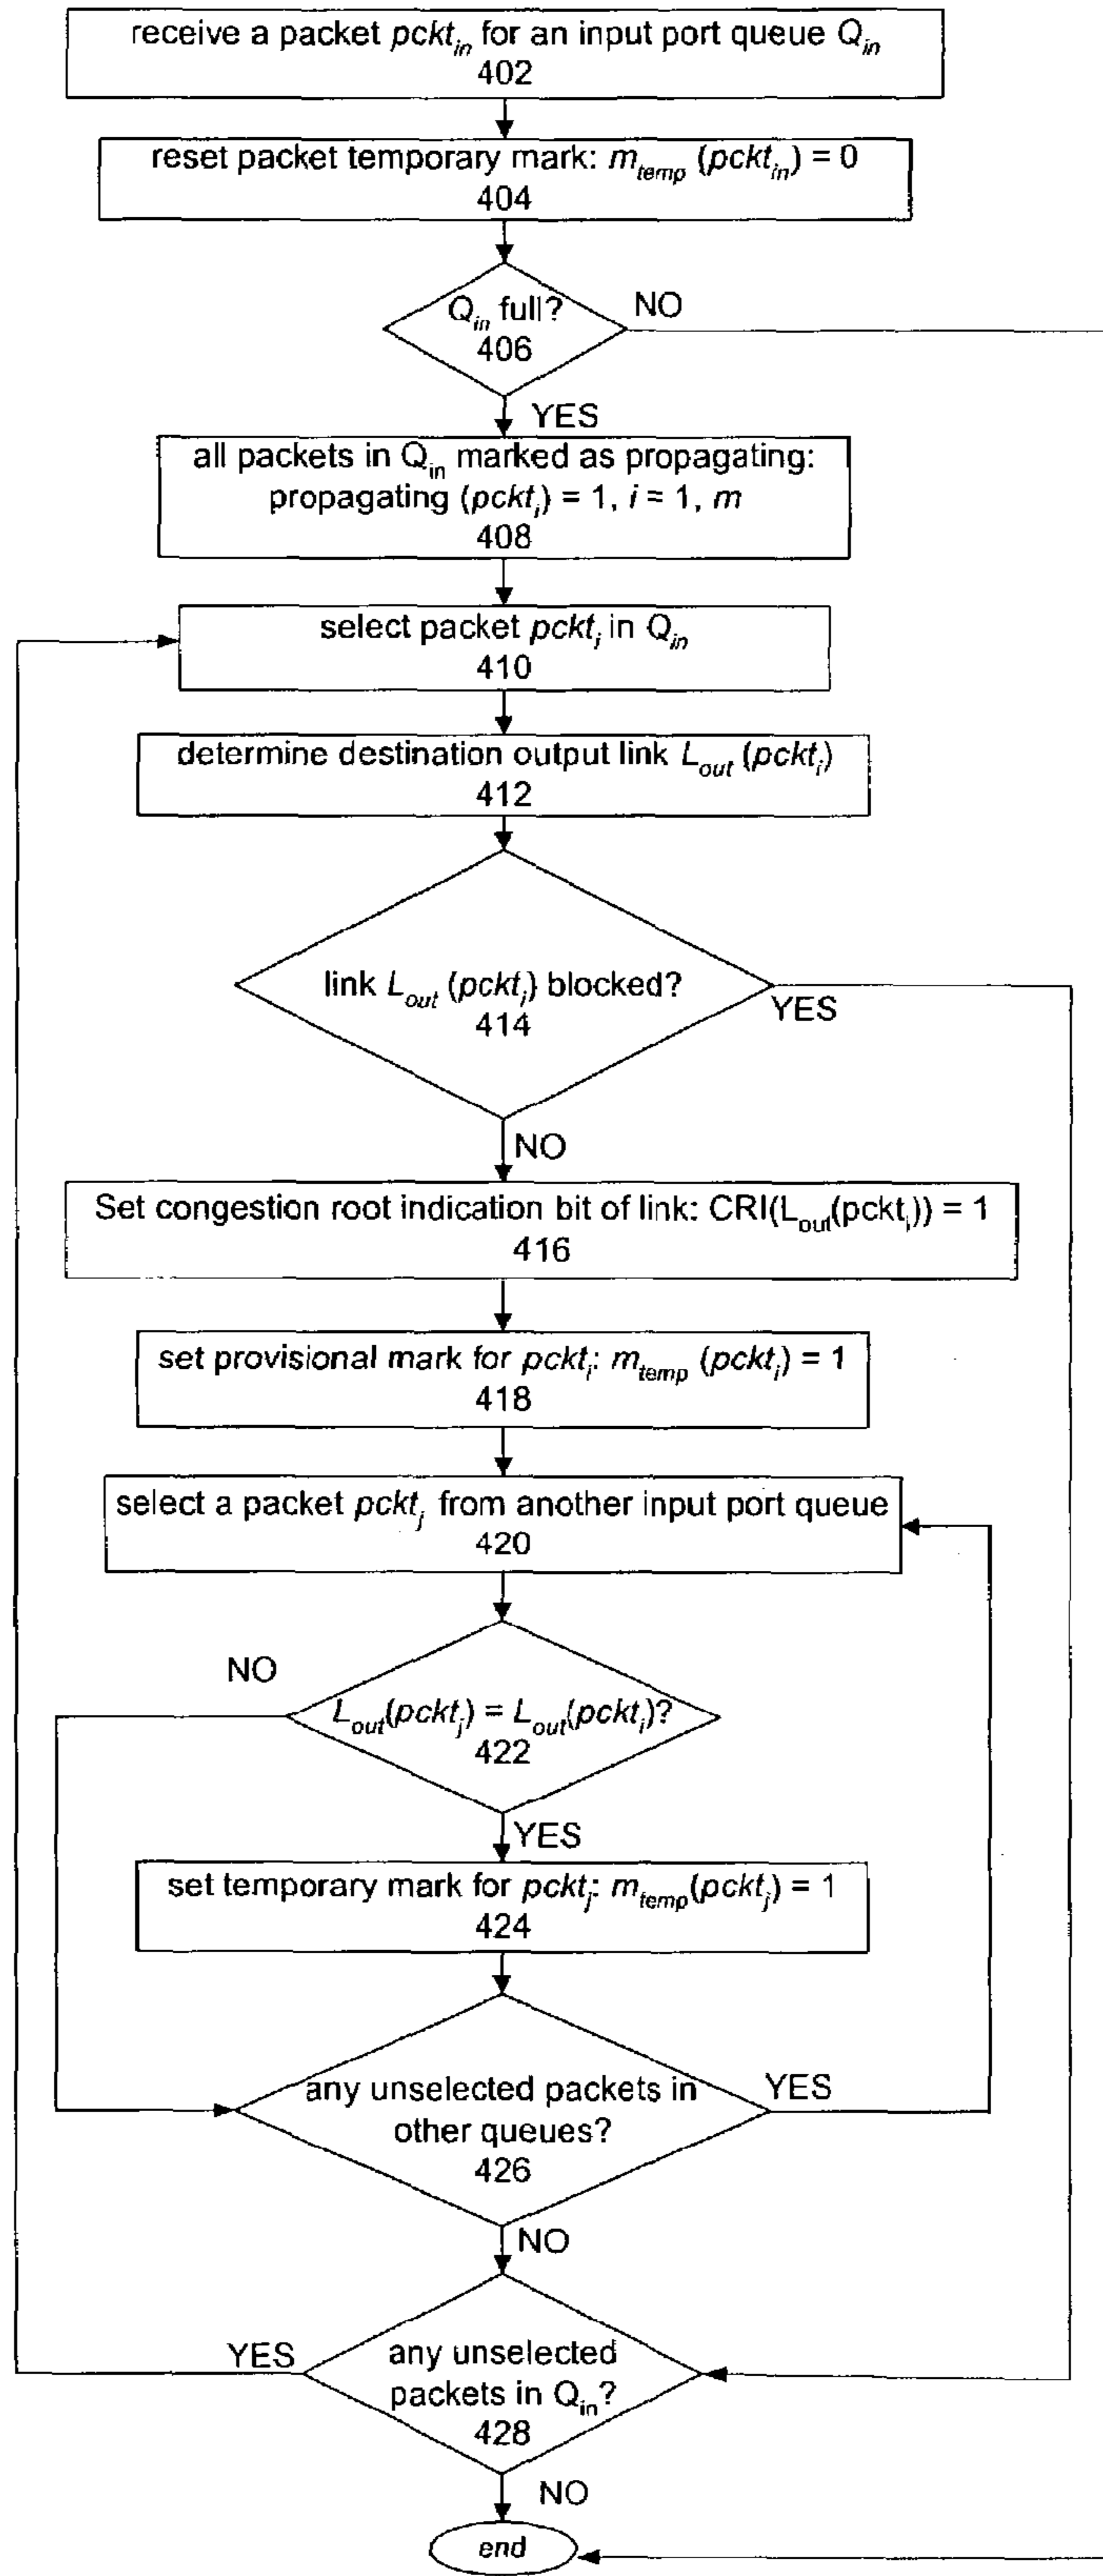 receive a packet pckt_in for an input port queue Q_in
402
reset packet temporary mark: m_temp (pckt_in) = 0
404
Q_in full?
406
NO
YES
all packets in Q_in marked as propagating:
propagating (pckt_i) = 1, i = 1, m
408
select packet pckt_i in Q_in
410
determine destination output link L_out (pckt_i)
412
link L_out (pckt_i) blocked?
414
YES
NO
Set congestion root indication bit of link: CRI(L_out(pckt_i)) = 1
416
set provisional mark for pckt_i: m_temp (pckt_i) = 1
418
select a packet pckt_j from another input port queue
420
NO
L_out(pckt_j) = L_out(pckt_i)?
422
YES
set temporary mark for pckt_j: m_temp(pckt_j) = 1
424
any unselected packets in
other queues?
426
YES
NO
YES
any unselected
packets in Q_in?
428
NO
end